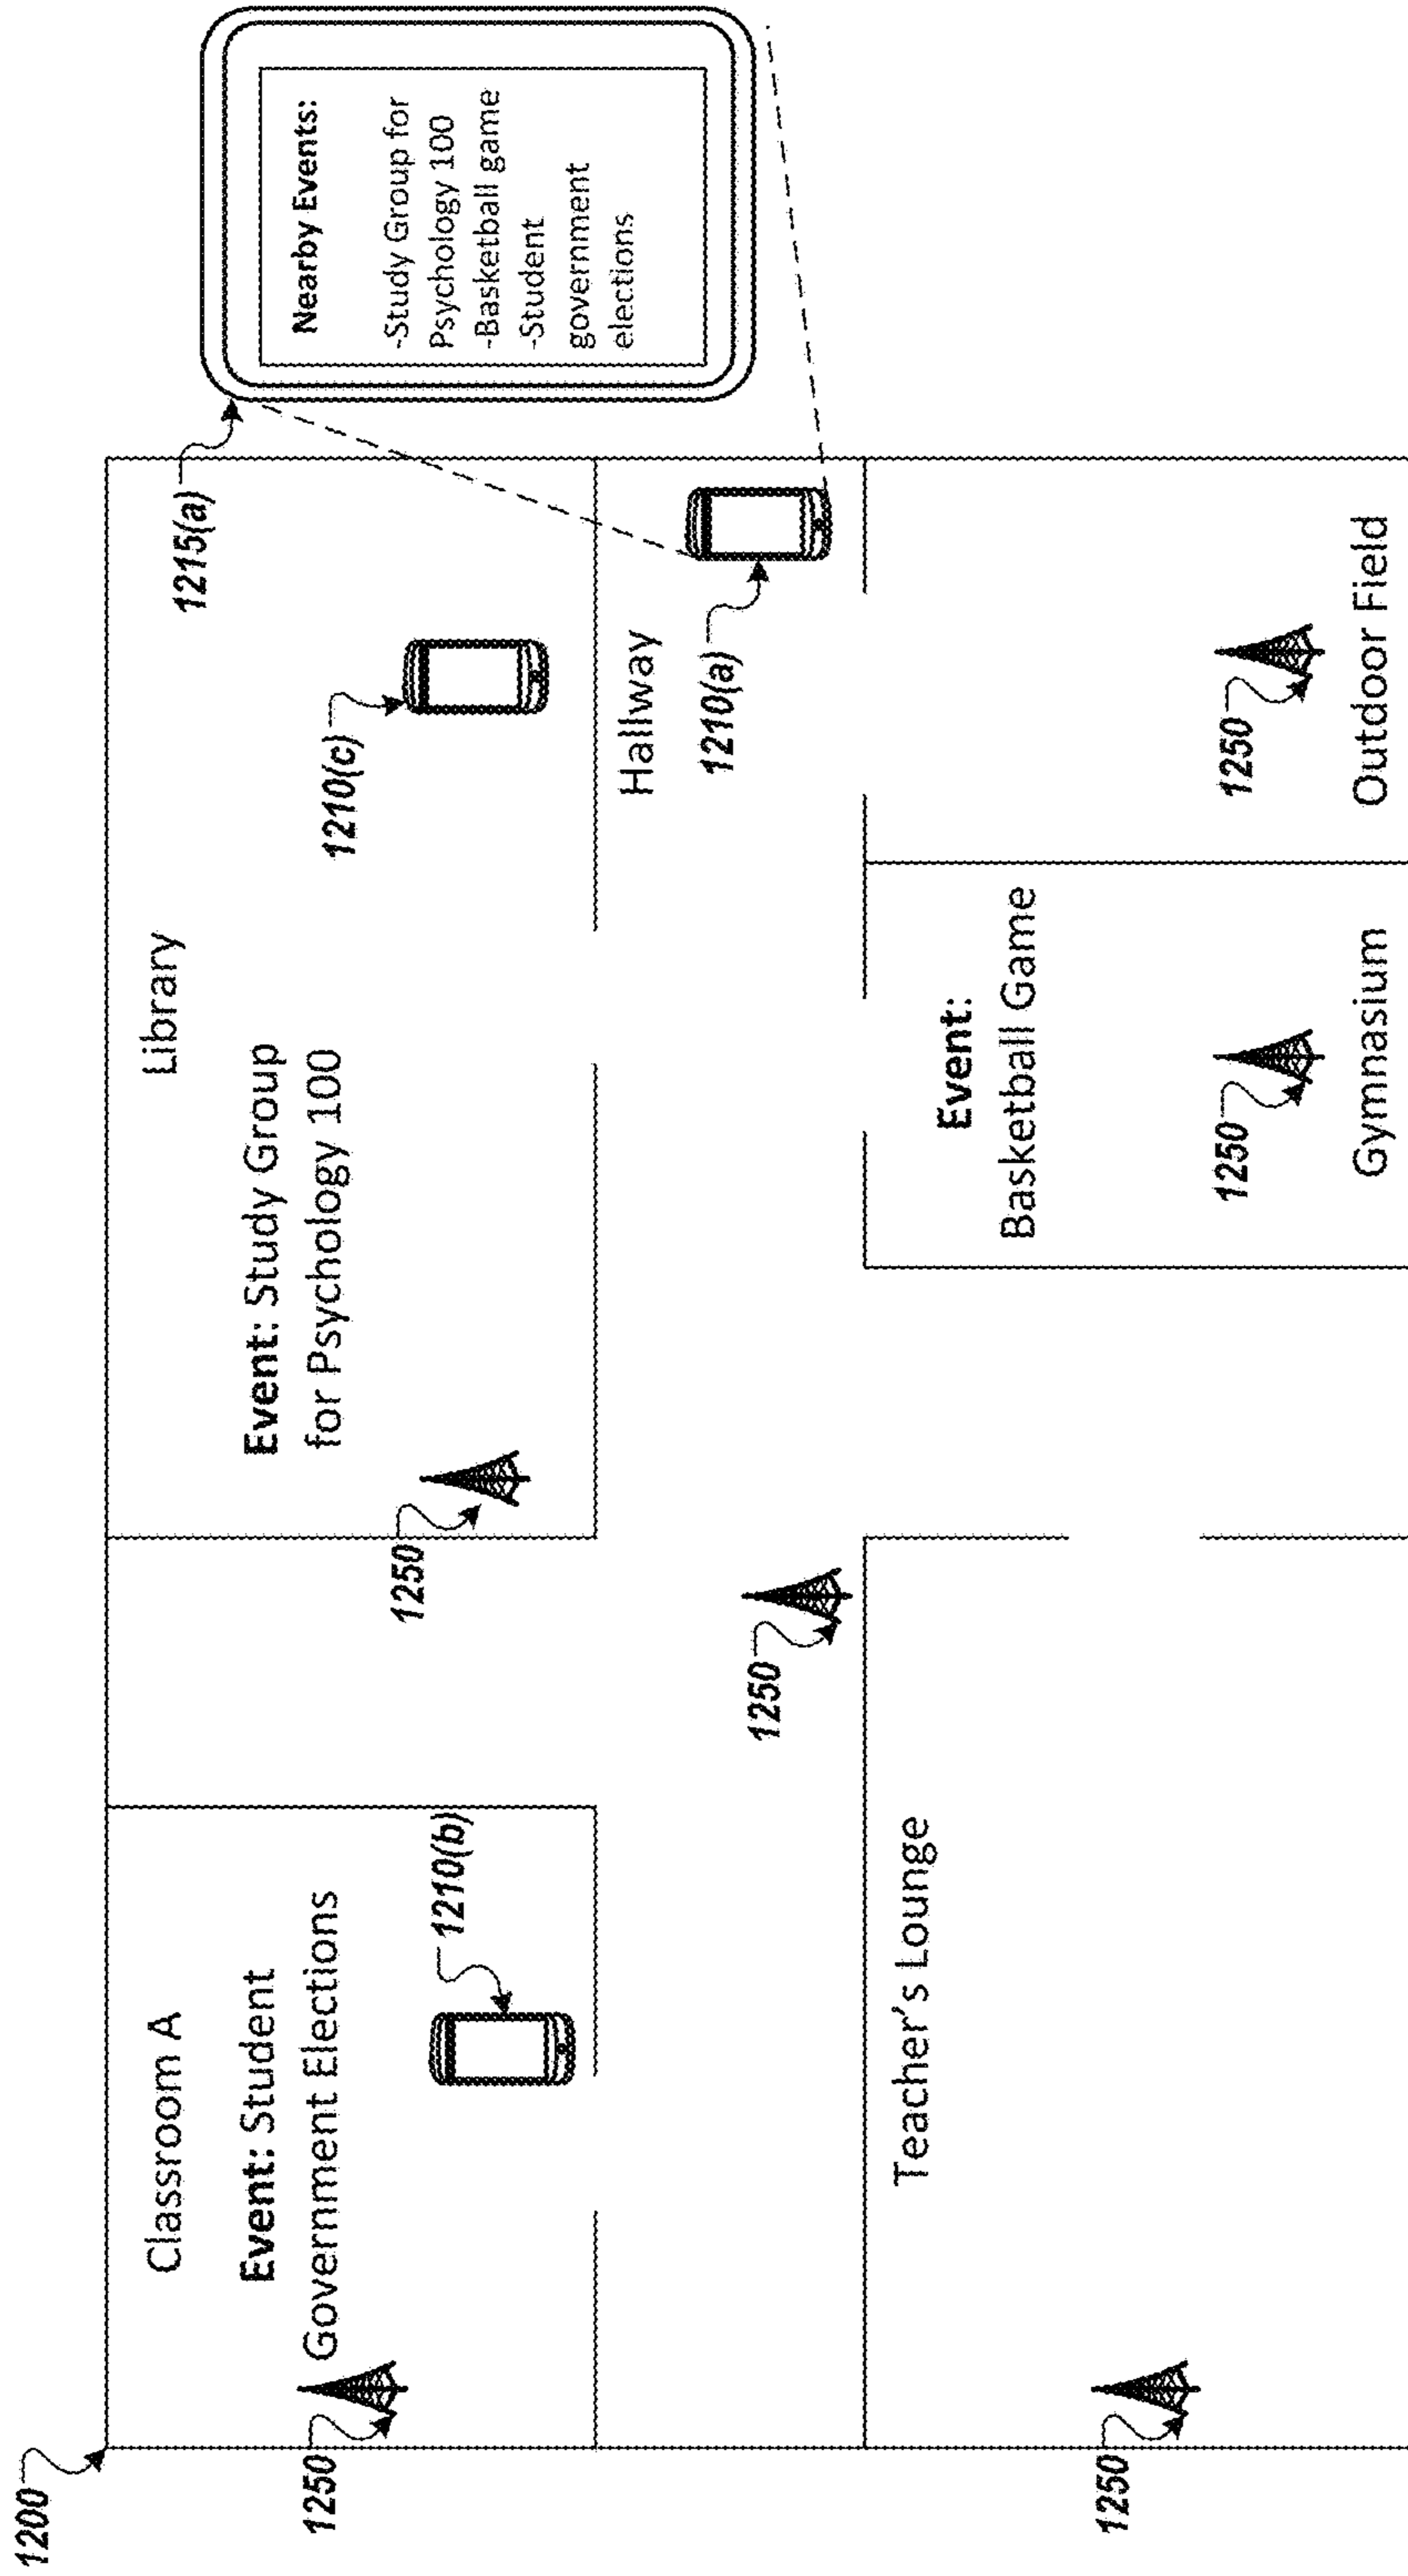 1200
Classroom A
Event: Student
Government Elections
1250
1210(b)
Library
Event: Study Group
for Psychology 100
1250
1210(c)
1215(a)
Nearby Events:
-Study Group for
Psychology 100
-Basketball game
-Student
government
elections
Hallway
1210(a)
1250
Teacher's Lounge
1250
Event:
Basketball Game
1250
Gymnasium
1250
Outdoor Field